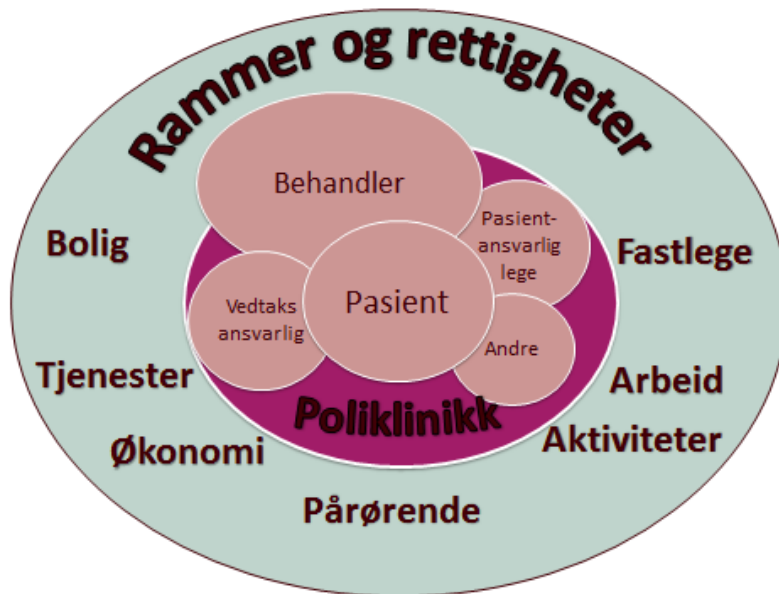 Rammer og rettigheter
Behandler
Pasient-
ansvarlig
lege
Bolig
Fastlege
Vedtaks
ansvarlig
Pasient
Andre
Tjenester
Arbeid
Poliklinikk
Økonomi
Aktiviteter
Pårørende